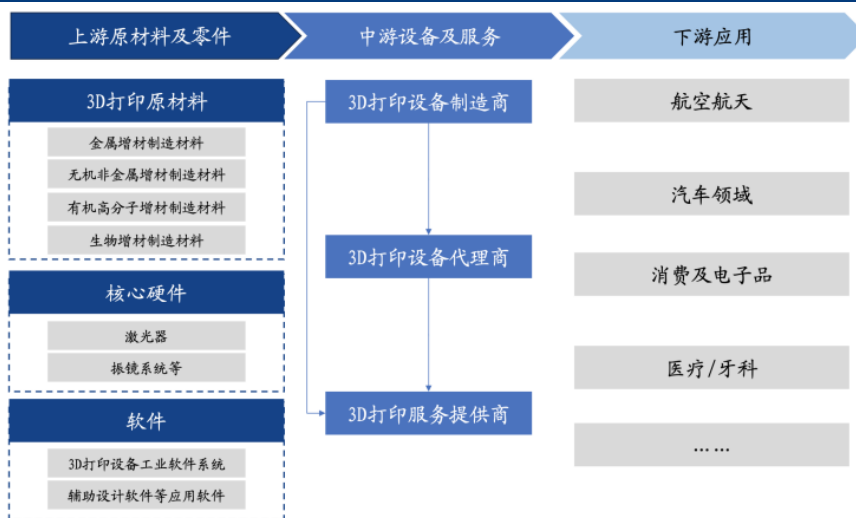 上游原材料及零件
中游设备及服务
下游应用
3D打印原材料
金属增材制造材料
无机非金属增材制造材料
有机高分子增材制造材料
生物增材制造材料
核心硬件
激光器
振镜系统等
软件
3D打印设备工业软件系统
辅助设计软件等应用软件
3D打印设备制造商
3D打印设备代理商
3D打印服务提供商
航空航天
汽车领域
消费及电子品
医疗/牙科
……